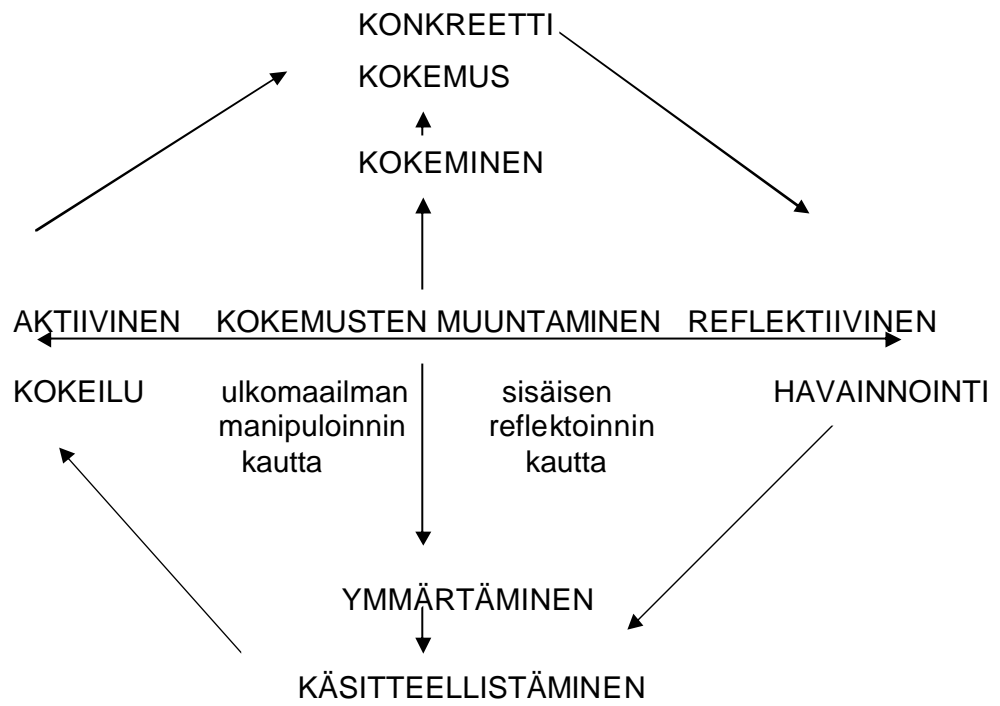 KONKREETTI
KOKEMUS
KOKEMINEN
AKTIIVINEN KOKEMUSTEN MUUNTAMINEN REFLEKTIIVINEN
KOKEILU ulkomaailman sisäisen HAVAINNOINTI
manipuloinnin reflektoinnin
kautta kautta
YMMÄRTÄMINEN
KÄSITTEELLISTÄMINEN